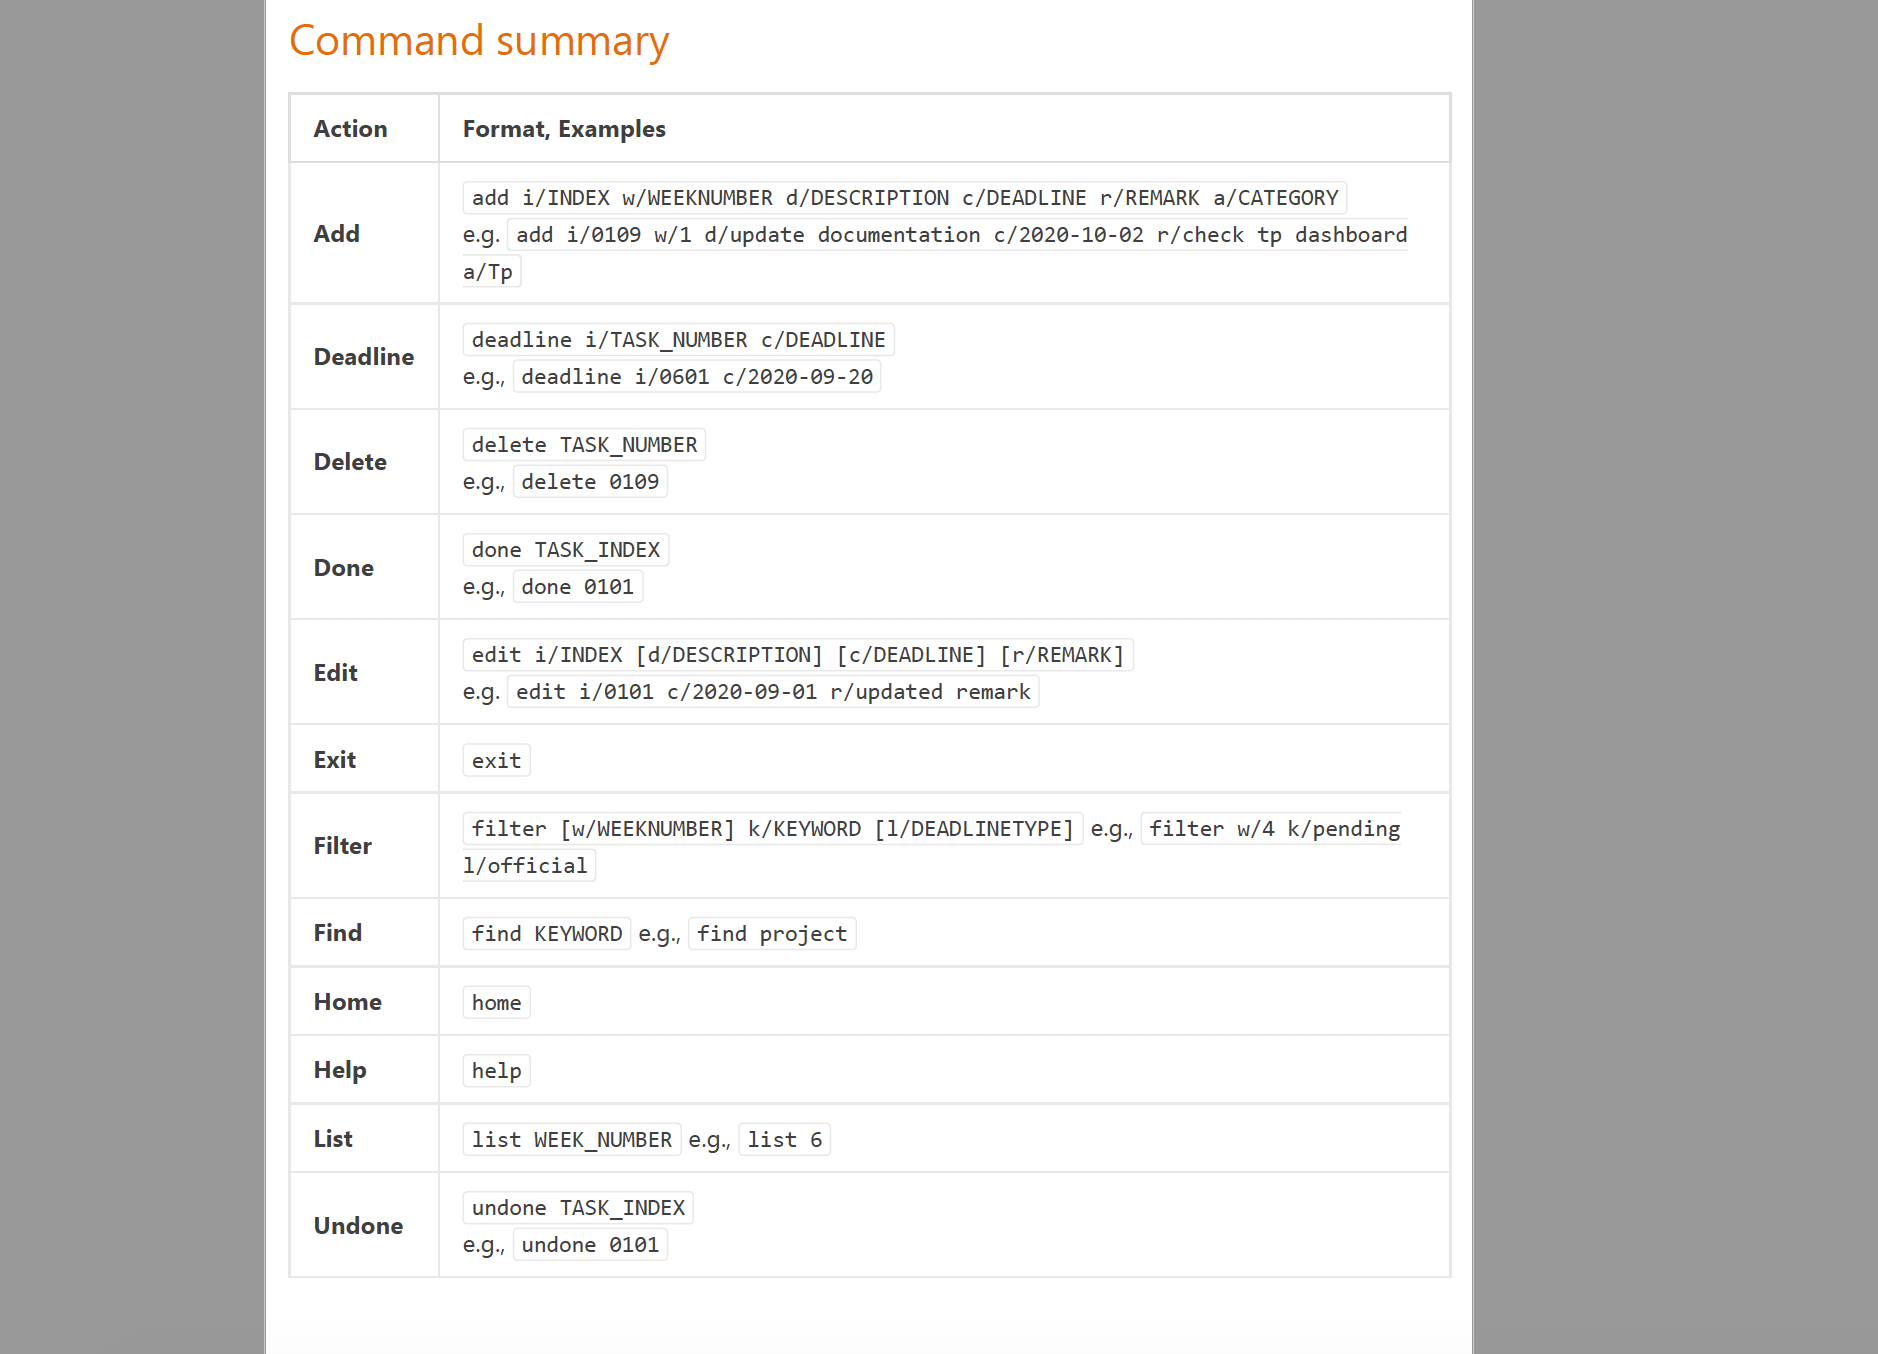 Command summary
Action Format, Examples
Add
add i/INDEX w/WEEKNUMBER d/DESCRIPTION c/DEADLINE r/REMARK a/CATEGORY
e.g. add i/0109 w/1 d/update documentation c/2020-10-02 r/check tp dashboard
a/Tp
Deadline
deadline i/TASK_NUMBER c/DEADLINE
e.g., deadline i/0601 c/2020-09-20
Delete
delete TASK_NUMBER
e.g., delete 0109
Done
done TASK_INDEX
e.g., done 0101
Edit
edit i/INDEX [d/DESCRIPTION] [c/DEADLINE] [r/REMARK]
e.g. edit i/0101 c/2020-09-01 r/updated remark
Exit exit
Filter
filter [w/WEEKNUMBER] k/KEYWORD [l/DEADLINETYPE] e.g., filter w/4 k/pending
l/official
Find find KEYWORD e.g., find project
Home home
Help help
List list WEEK_NUMBER e.g., list 6
Undone
undone TASK_INDEX
e.g., undone 0101